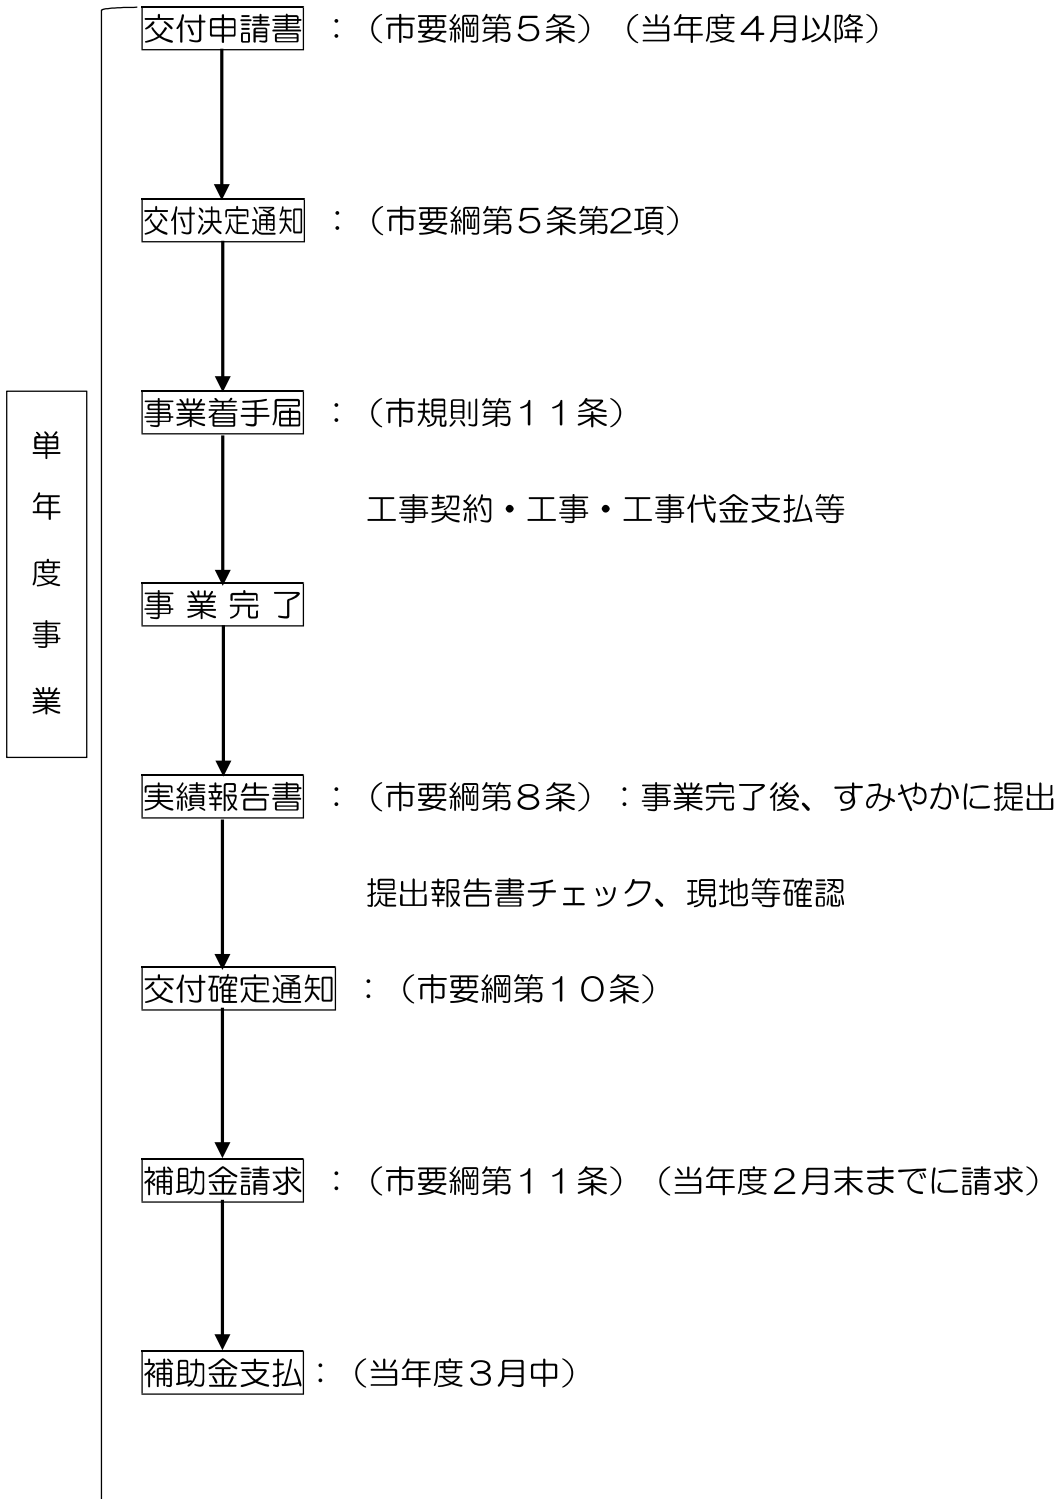 交付申請書 ：（市要綱第５条）（当年度４月以降）
交付決定通知 ：（市要綱第５条第2項）
事業着手届 ：（市規則第１１条）
工事契約・工事・工事代金支払等
事 業 完 了
実績報告書 ：（市要綱第８条）：事業完了後、すみやかに提出
提出報告書チェック、現地等確認
交付確定通知 ：（市要綱第１０条）
補助金請求 ：（市要綱第１１条）（当年度２月末までに請求）
補助金支払：（当年度３月中）
単年度事業